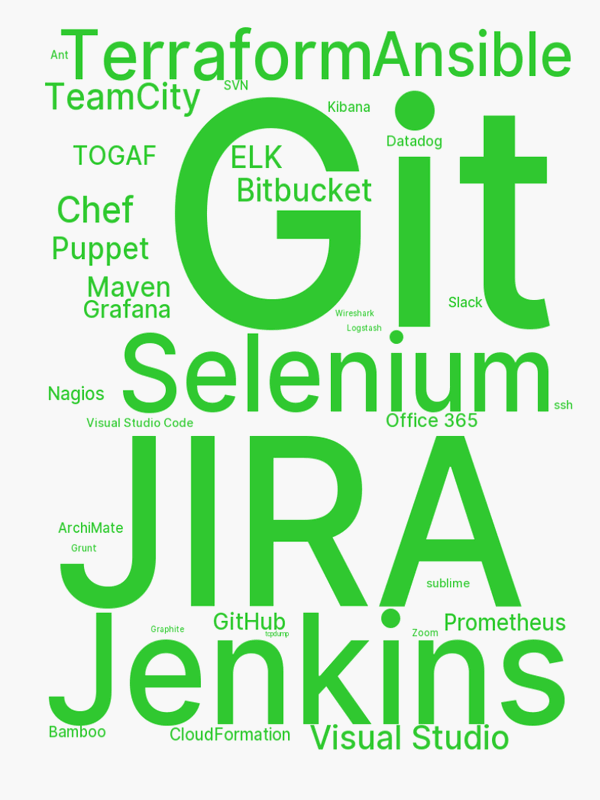 Ant
Terraform
Ansible
TeamCity
SVN
Kibana
Git
Datadog
TOGAF
ELK
Bitbucket
Chef
Puppet
Maven
Grafana
Slack
Wireshark
Logstash
Selenium
Nagios
ssh
Visual Studio Code
Office 365
JIRA
ArchiMate
Grunt
sublime
GitHub
Prometheus
Graphite
tcpdump
Zoom
Jenkins
Bamboo
CloudFormation
Visual Studio